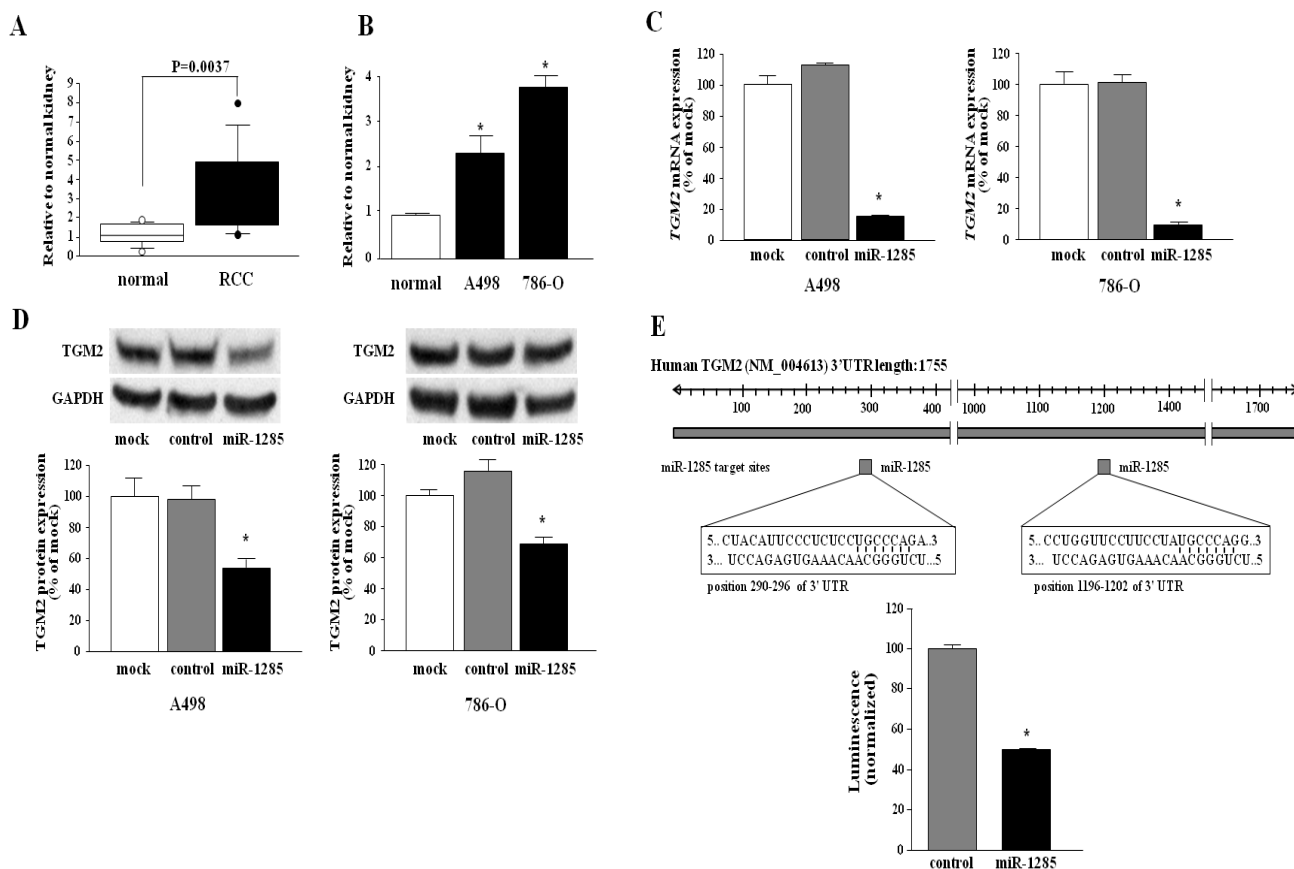 A
P=0.0037
Relative to normal kidney
9
8
7
6
5
4
3
2
1
0
normal RCC
B
Relative to normal kidney
4
3
2
1
0
* *
normal A498 786-O
C
TGM2 mRNA expression
(% of mock)
120
100
80
60
40
20
0
*
mock control miR-1285
A498
TGM2 mRNA expression
(% of mock)
120
100
80
60
40
20
0
*
mock control miR-1285
786-O
D
TGM2
GAPDH
mock control miR-1285
TGM2 protein expression
(% of mock)
120
100
80
60
40
20
0
*
mock control miR-1285
A498
TGM2
GAPDH
mock control miR-1285
TGM2 protein expression
(% of mock)
120
100
80
60
40
20
0
*
mock control miR-1285
786-O
E
Human TGM2 (NM_004613) 3'UTR length:1755
100 200 300 400 1000 1100 1200 1400 1700
miR-1285 target sites miR-1285 miR-1285
5.. CUACAUUCCCUCUCCUGCCCAGA..3
3... UCCAGAGUGAAACAACGGGUCU...5
position 290-296 of 3' UTR
5.. CCUGGUUCCUUCCUAUGCCCAGG..3
3... UCCAGAGUGAAACAACGGGUCU...5
position 1196-1202 of 3' UTR
Luminescence
(normalized)
120
100
80
60
40
20
0
*
control miR-1285